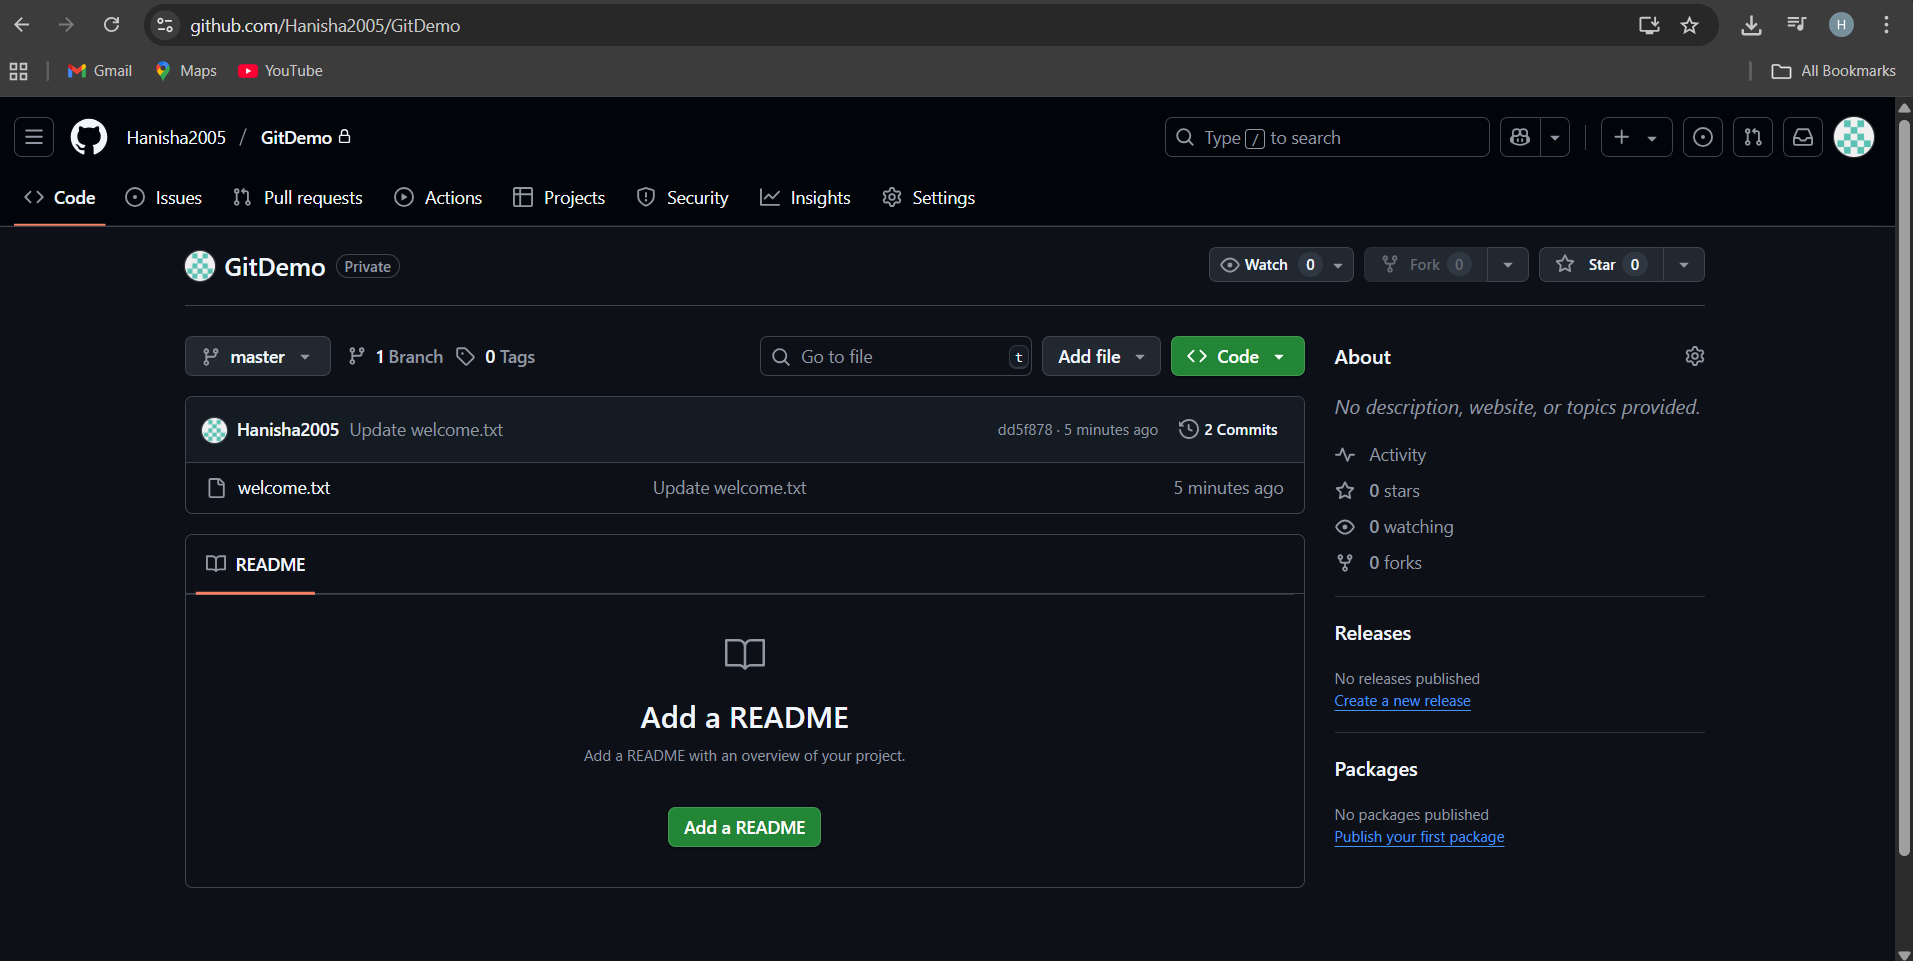 github.com/Hanisha2005/GitDemo
H
Gmail Maps YouTube All Bookmarks
Hanisha2005 / GitDemo Type / to search
Code Issues Pull requests Actions Projects Security Insights Settings
GitDemo Private Watch 0 Fork 0 Star 0
master 1 Branch 0 Tags Go to file t Add file Code
Hanisha2005 Update welcome.txt dd5f878 · 5 minutes ago 2 Commits
welcome.txt Update welcome.txt 5 minutes ago
README
Add a README
Add a README with an overview of your project.
Add a README
About
No description, website, or topics provided.
Activity
0 stars
0 watching
0 forks
Releases
No releases published
Create a new release
Packages
No packages published
Publish your first package